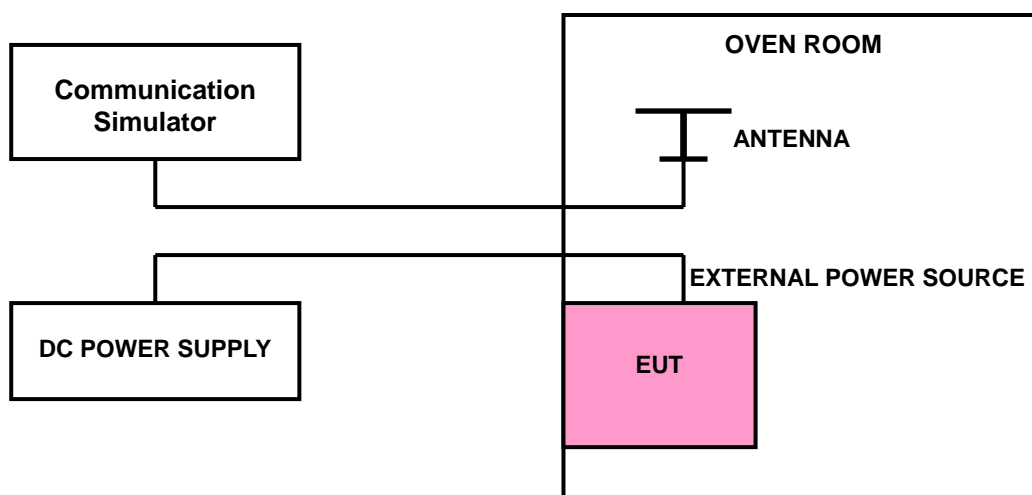 OVEN ROOM
Communication
Simulator
ANTENNA
EXTERNAL POWER SOURCE
DC POWER SUPPLY
EUT